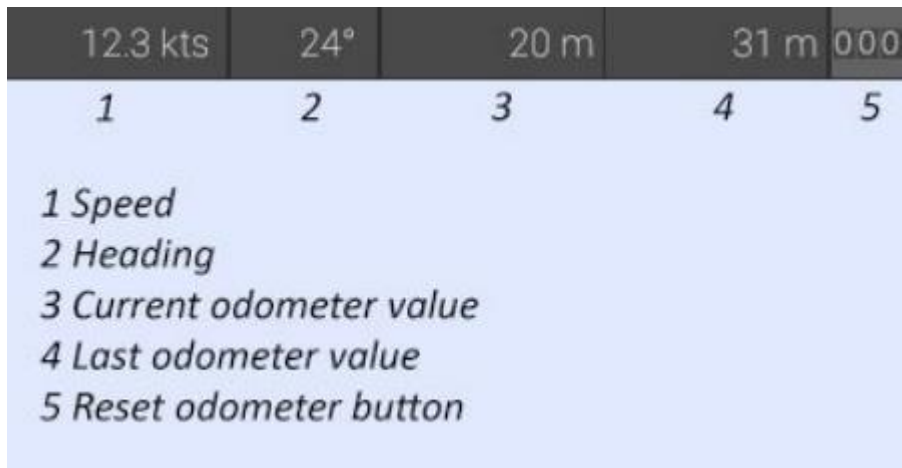 12.3 kts 24° 20 m 31 m 000
1 2 3 4 5
1 Speed
2 Heading
3 Current odometer value
4 Last odometer value
5 Reset odometer button